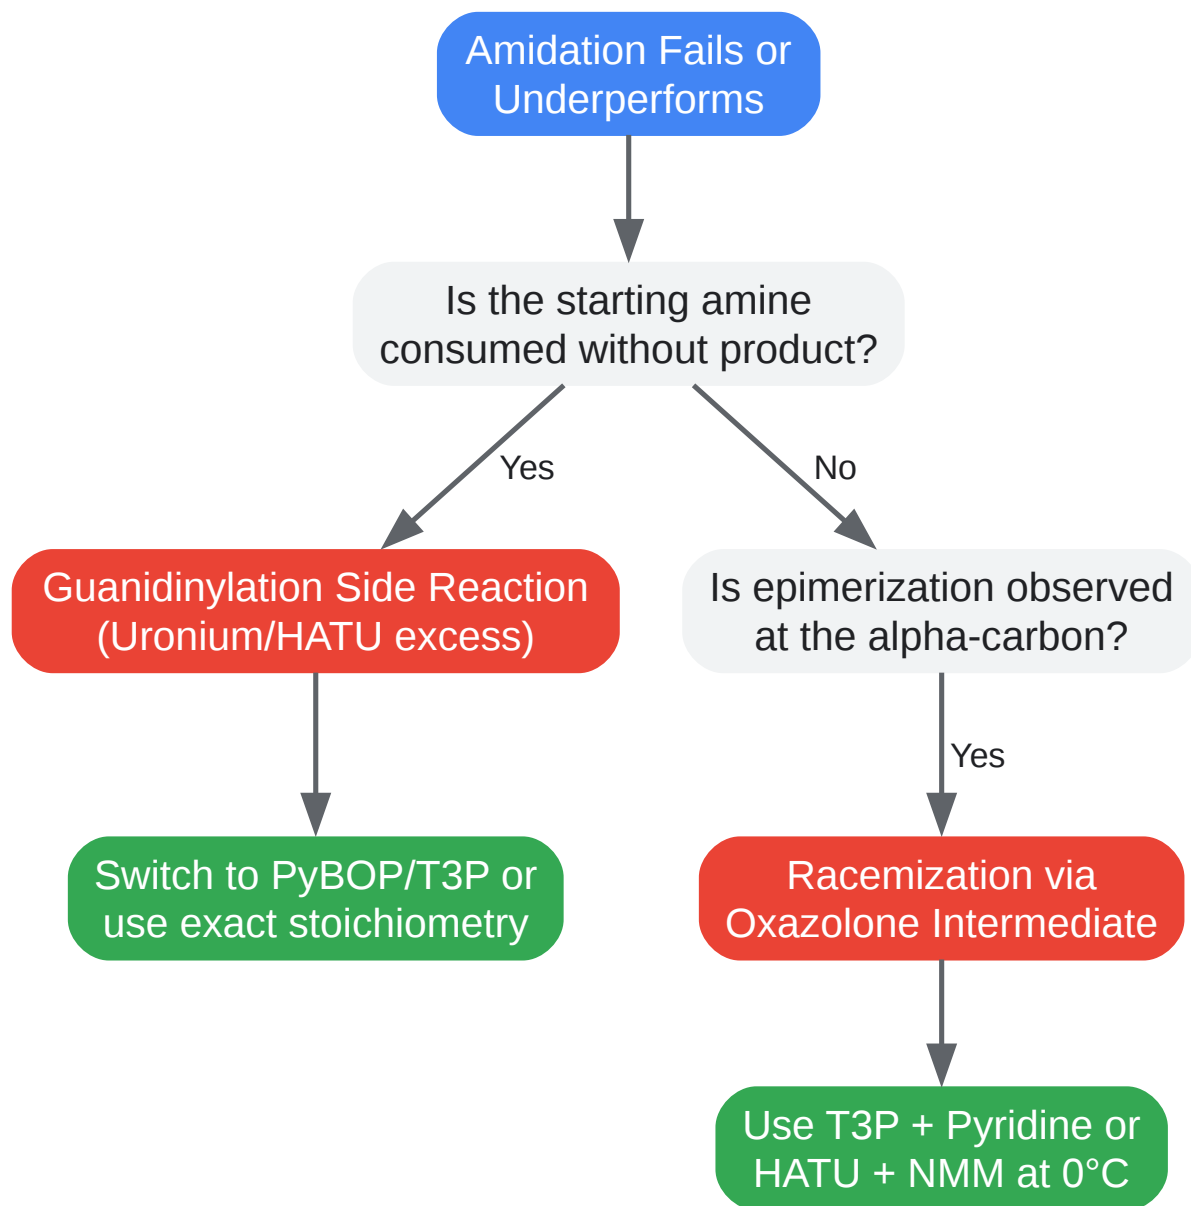 Amidation Fails or
Underperforms
Is the starting amine
consumed without product?
Yes
No
Guanidinylation Side Reaction
(Uronium/HATU excess)
Is epimerization observed
at the alpha-carbon?
Yes
Switch to PyBOP/T3P or
use exact stoichiometry
Racemization via
Oxazolone Intermediate
Use T3P + Pyridine or
HATU + NMM at 0°C